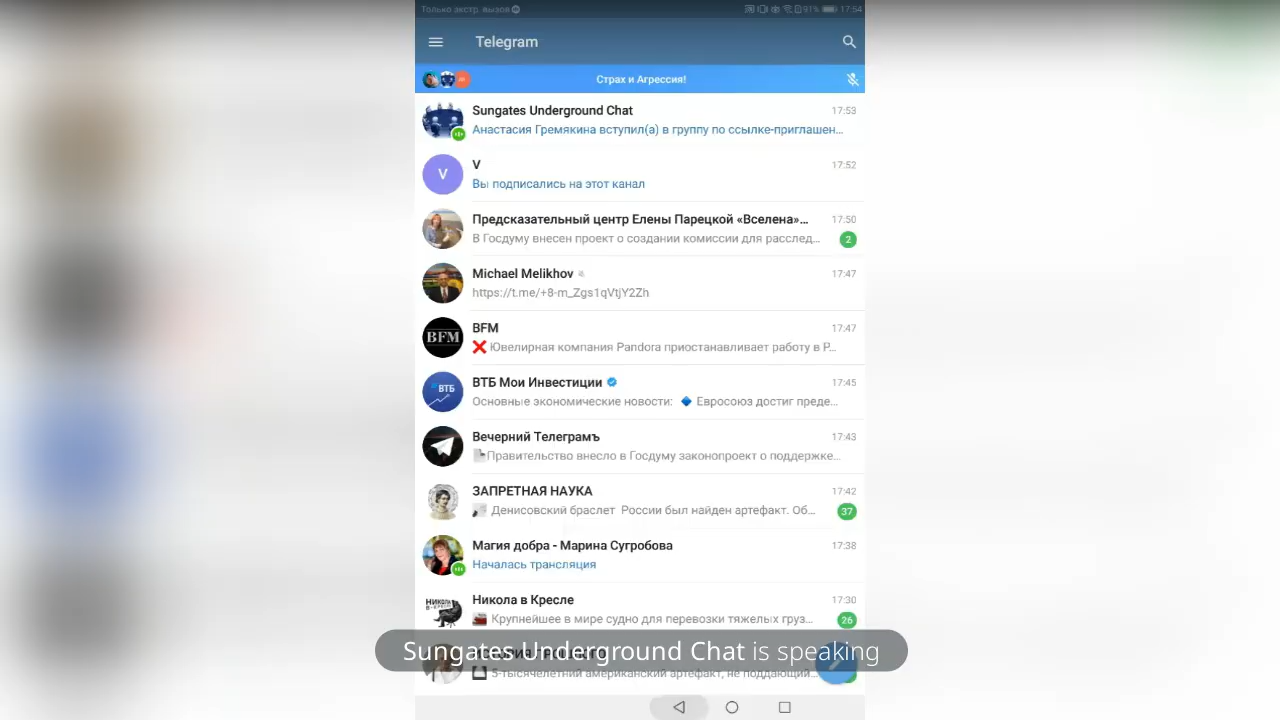 Только экстр. вызов
91% 17:54
Telegram
Страх и Агрессия!
Sungates Underground Chat 17:53
Анастасия Гремякина вступил(а) в группу по ссылке-приглашен...
V 17:52
V
Вы подписались на этот канал
Предсказательный центр Елены Парецкой «Вселена»... 17:50
В Госдуму внесен проект о создании комиссии для расслед... 2
Michael Melikhov 17:47
https://t.me/+8-m_Zgs1qVtjY2Zh
BFM 17:47
BFM
Ювелирная компания Pandora приостанавливает работу в Р...
ВТБ Мои Инвестиции 17:45
ВТБ
Основные экономические новости: Евросоюз достиг преде...
Вечерний Телеграмъ 17:43
Правительство внесло в Госдуму законопроект о поддержке...
ЗАПРЕТНАЯ НАУКА 17:42
Денисовский браслет России был найден артефакт. Об... 37
Магия добра - Марина Сугробова 17:38
Началась трансляция
Никола в Кресле 17:30
НИКОЛА В КРЕСЛЕ
Крупнейшее в мире судно для перевозки тяжелых груз... 26
Sungates Underground Chat is speaking
5-тысячелетний американский артефакт, не поддающий...